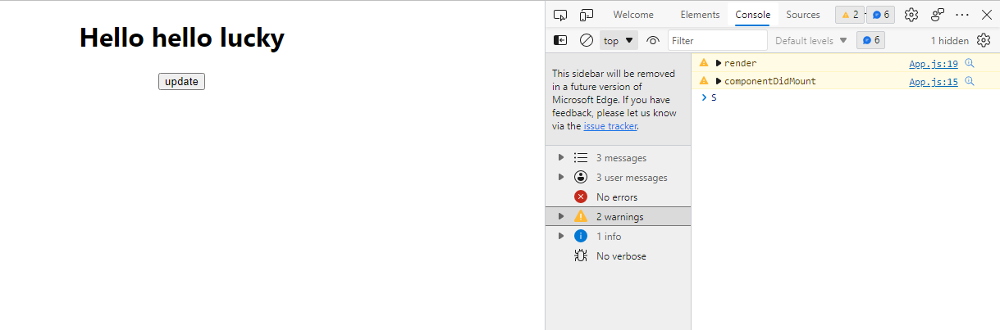 Hello hello lucky
update
Welcome
Elements
Console
Sources
2
6
top
Filter
Default levels
6
1 hidden
This sidebar will be removed
in a future version of
Microsoft Edge. If you have
feedback, please let us know
via the issue tracker.
3 messages
3 user messages
No errors
2 warnings
1 info
No verbose
render App.js:19
componentDidMount App.js:15
S